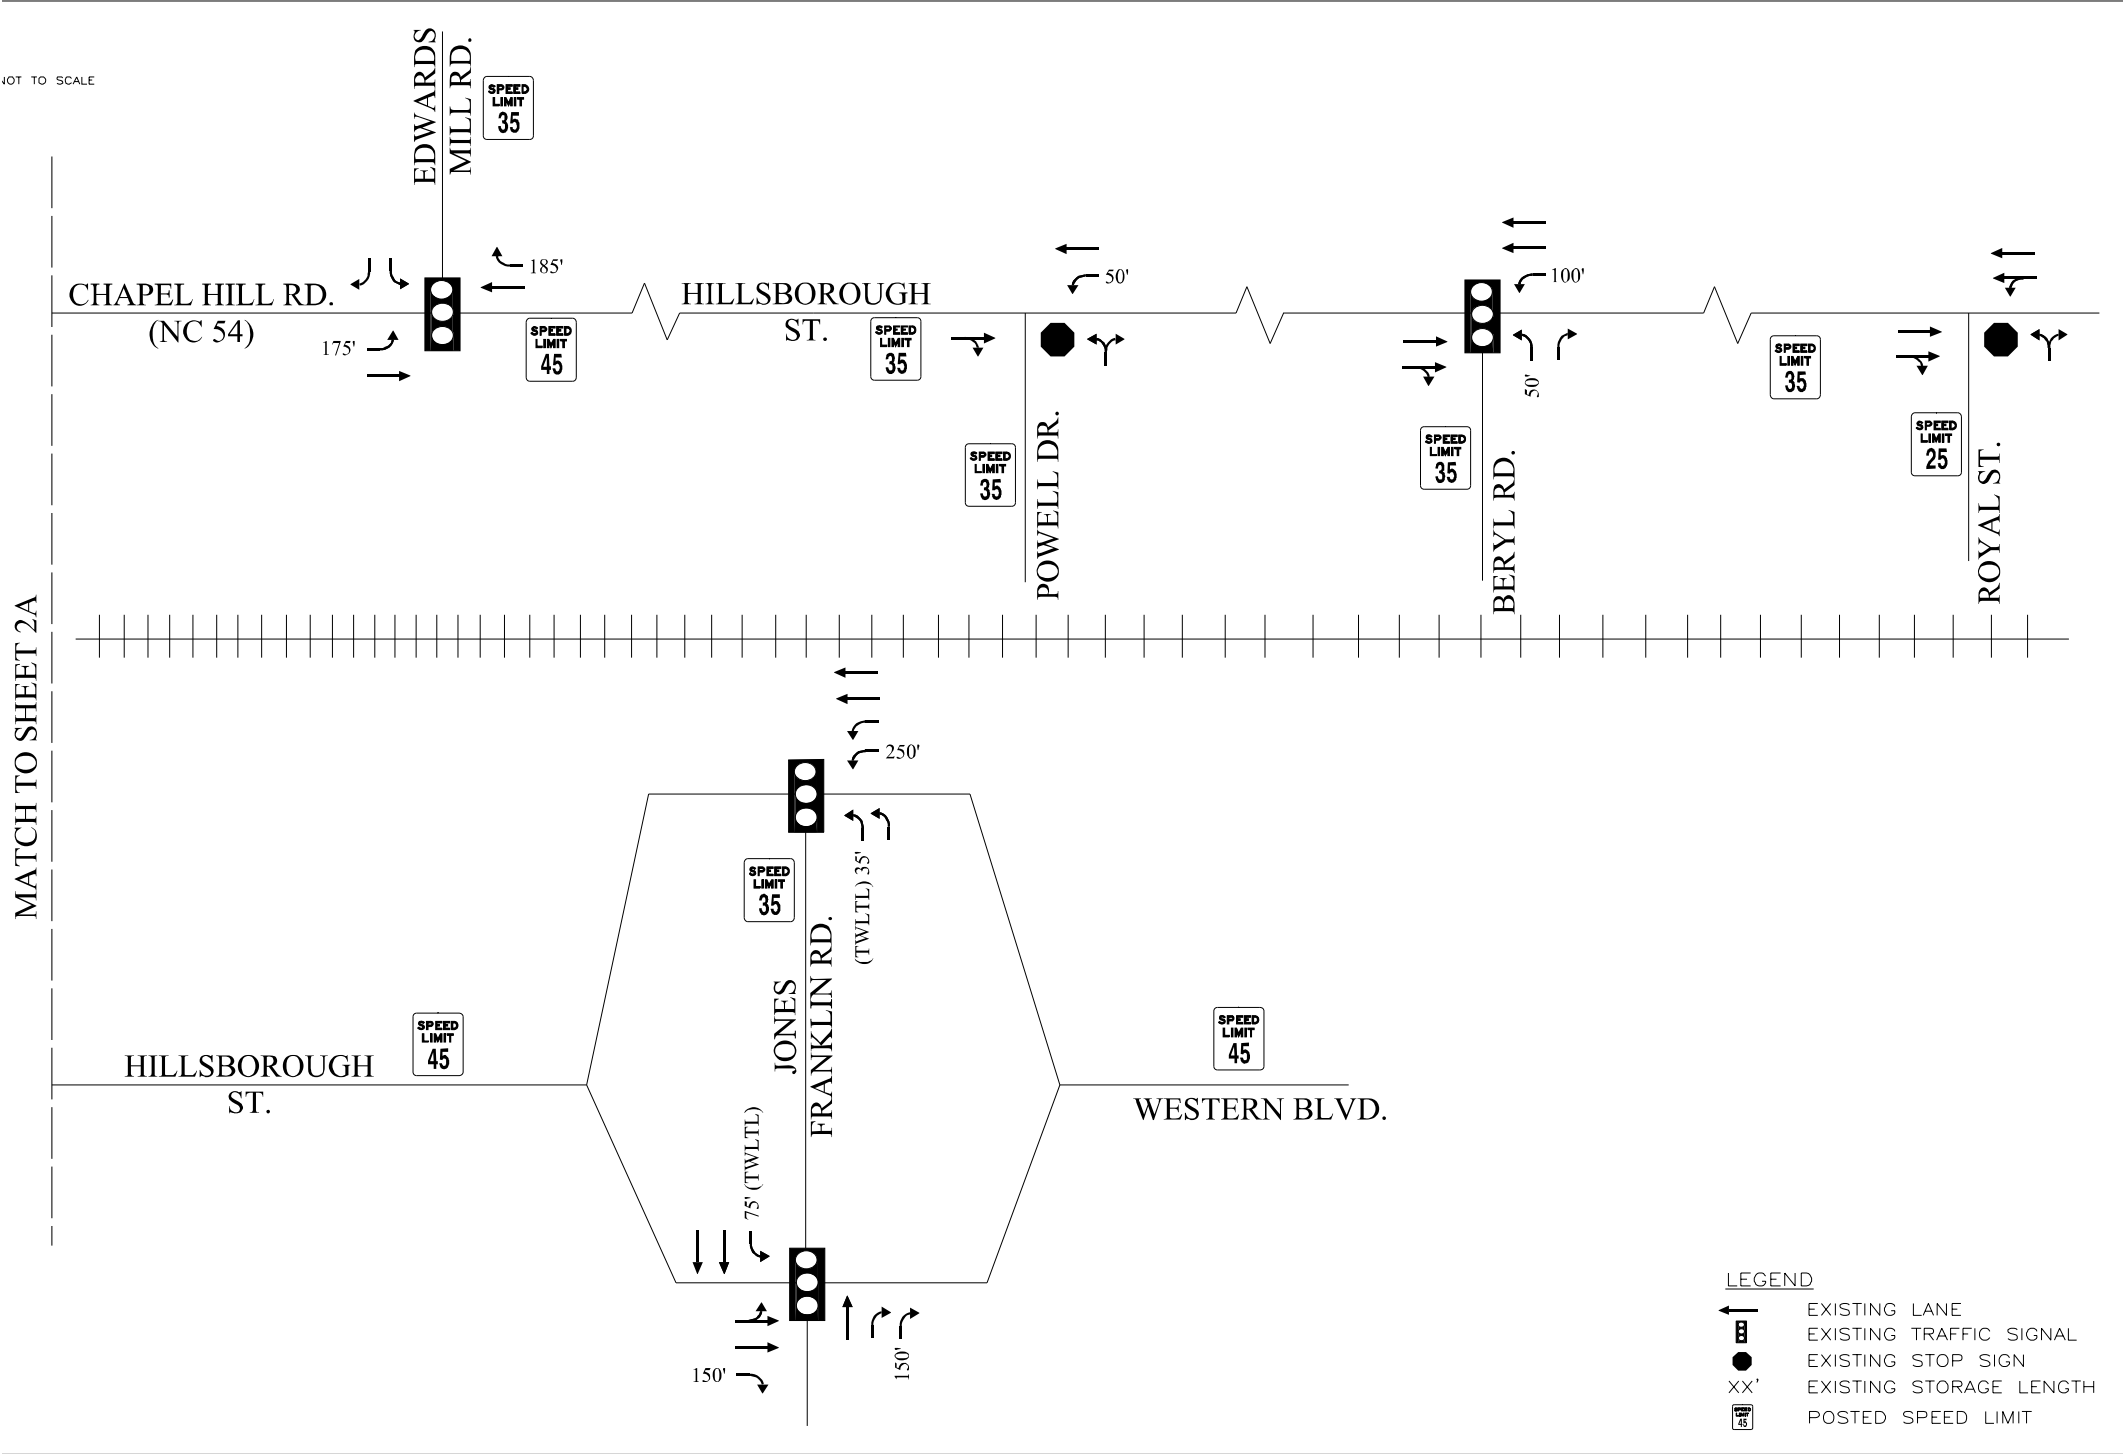 NOT TO SCALE
EDWARDS
MILL RD.
SPEED
LIMIT
35
CHAPEL HILL RD.
(NC 54)
185'
175'
SPEED
LIMIT
45
HILLSBOROUGH
ST.
SPEED
LIMIT
35
50'
SPEED
LIMIT
35
POWELL DR.
100'
50'
SPEED
LIMIT
35
BERYL RD.
SPEED
LIMIT
35
SPEED
LIMIT
25
ROYAL ST.
MATCH TO SHEET 2A
250'
(TWLTL) 35'
SPEED
LIMIT
35
JONES
FRANKLIN RD.
SPEED
LIMIT
45
HILLSBOROUGH
ST.
SPEED
LIMIT
45
WESTERN BLVD.
75' (TWLTL)
150'
150'
LEGEND
EXISTING LANE
EXISTING TRAFFIC SIGNAL
EXISTING STOP SIGN
XX' EXISTING STORAGE LENGTH
SPEED
LIMIT
45
POSTED SPEED LIMIT